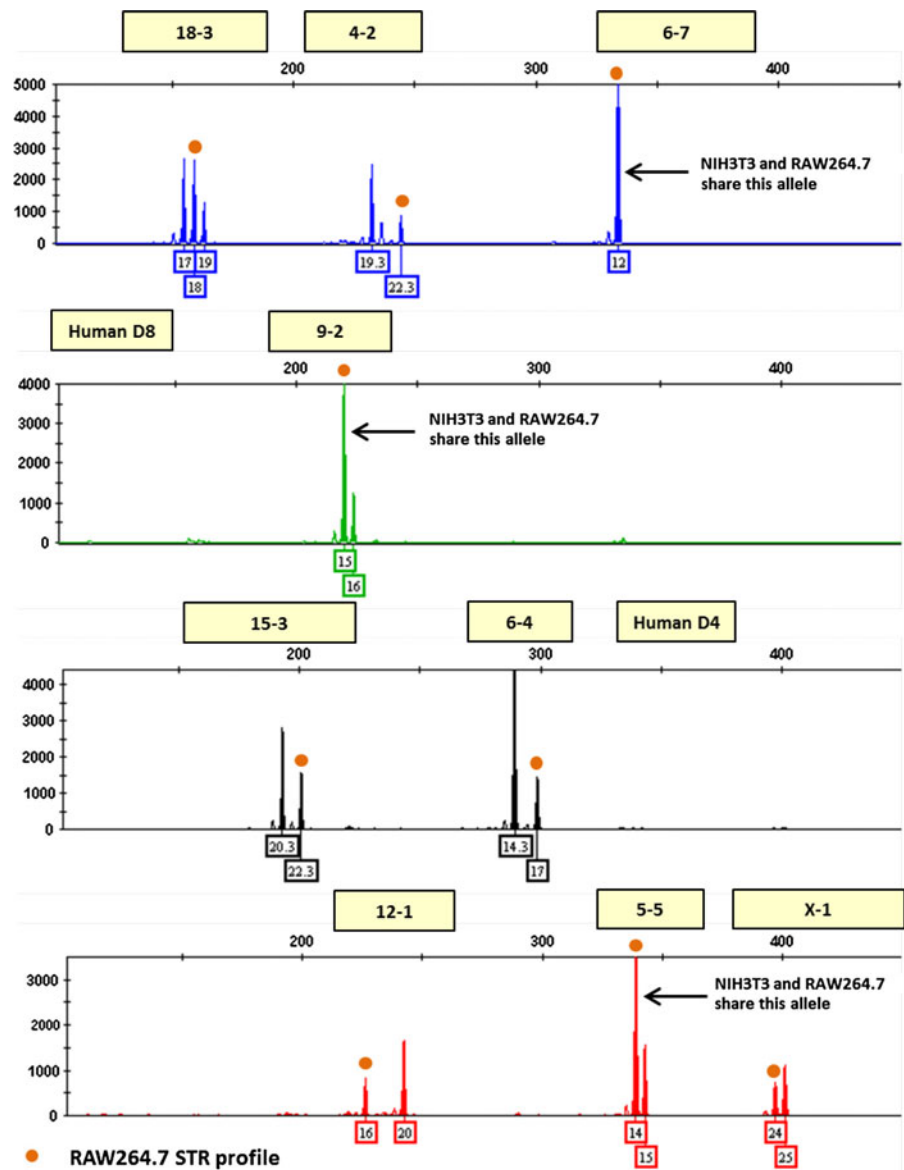 18-3 4-2 6-7
200 300 400
5000
4000
3000
2000
1000
0
NIH3T3 and RAW264.7
share this allele
17 19 19.3 12
18 22.3
Human D8 9-2
200 300 400
4000
3000
2000
1000
0
NIH3T3 and RAW264.7
share this allele
15
16
15-3 6-4 Human D4
200 300 400
4000
3000
2000
1000
0
20.3 14.3
22.3 17
12-1 5-5 X-1
200 300 400
3000
2000
1000
0
NIH3T3 and RAW264.7
share this allele
16 20 14 24
15 25
RAW264.7 STR profile